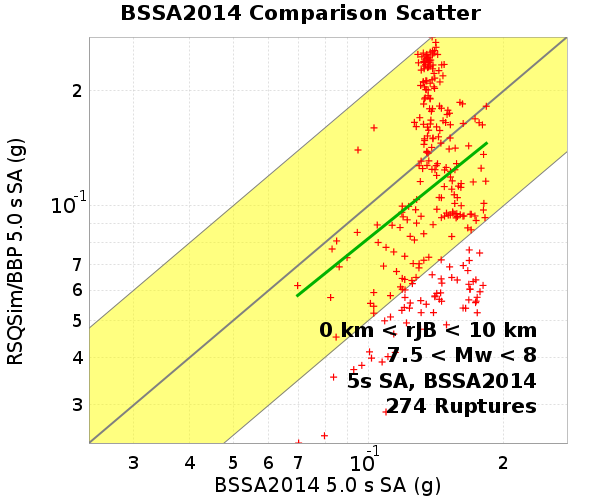 BSSA2014 Comparison Scatter
RSQSim/BBP 5.0 s SA (g)
2
10-1
7
6
5
4
3
0 km < rJB < 10 km
7.5 < Mw < 8
5s SA, BSSA2014
274 Ruptures
3 4 5 6 7 10-1 2
BSSA2014 5.0 s SA (g)